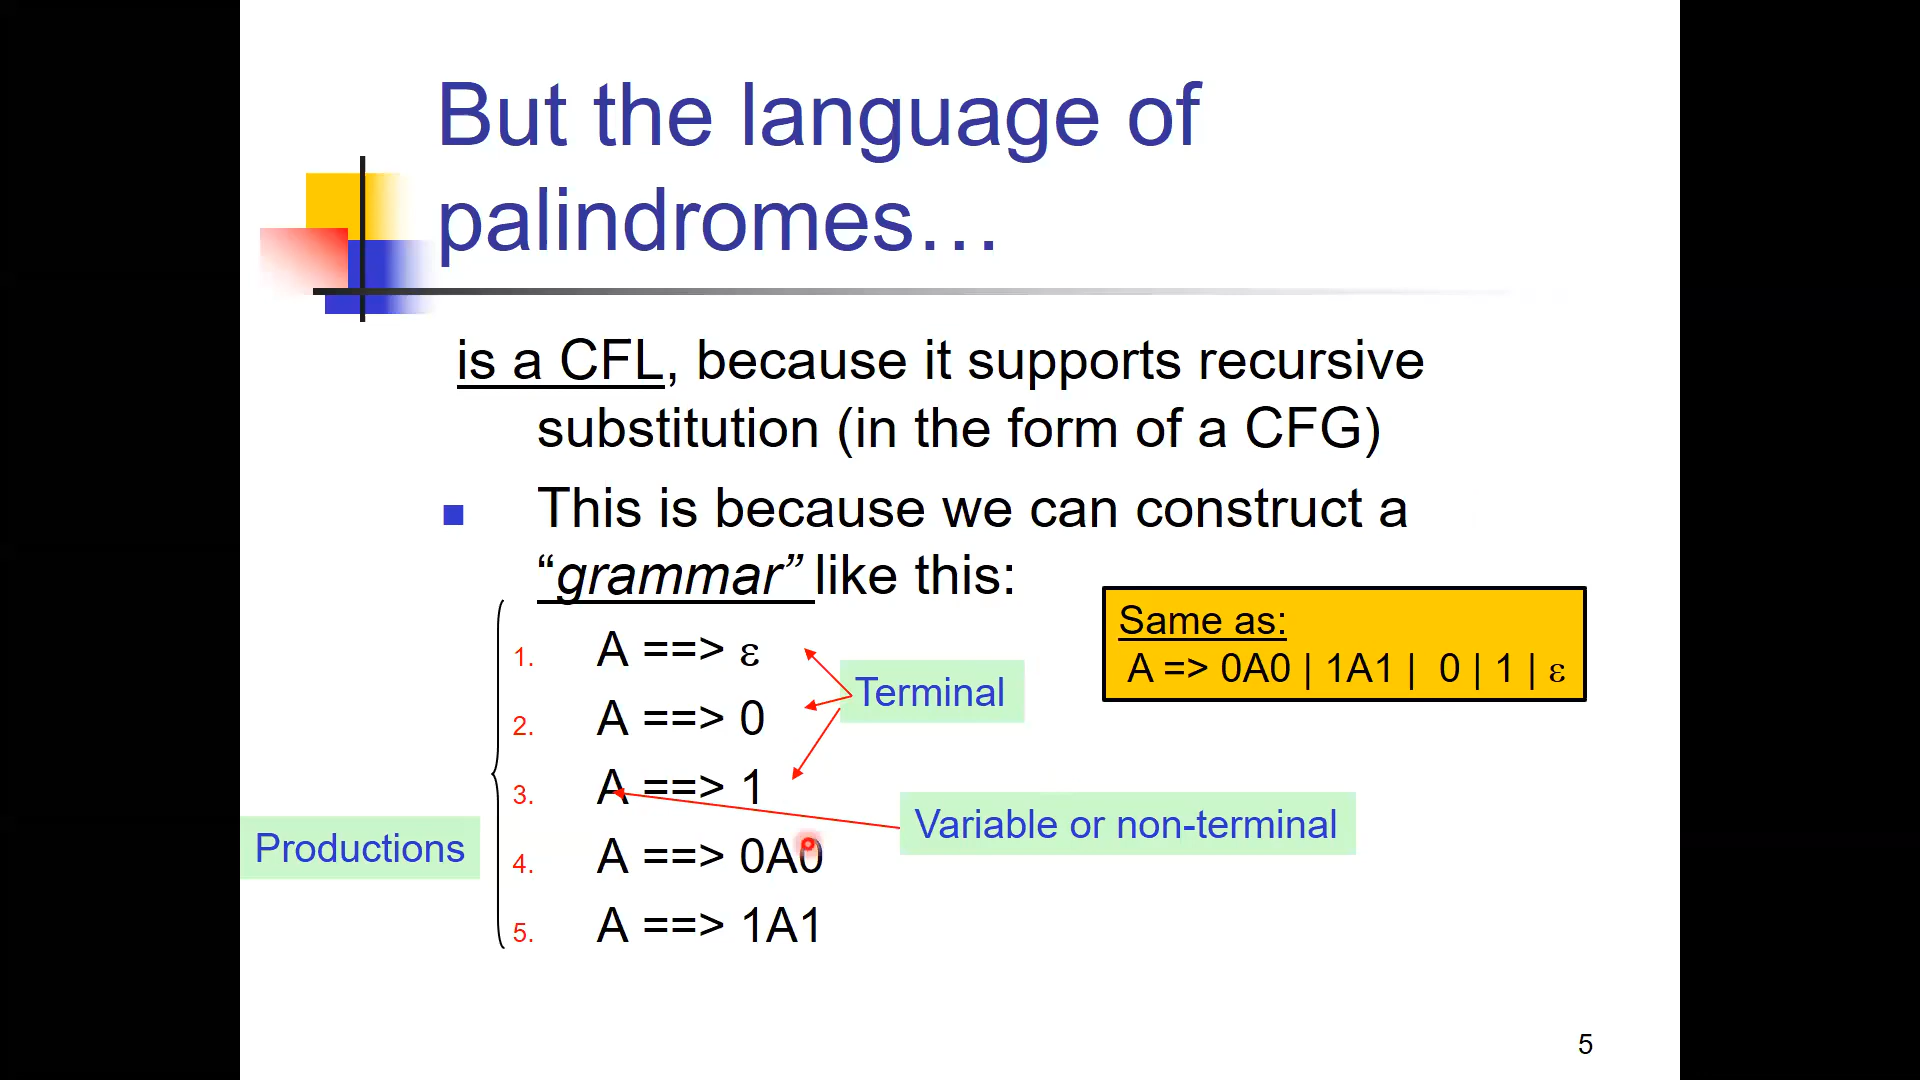 But the language of
palindromes…
is a CFL, because it supports recursive
substitution (in the form of a CFG)
This is because we can construct a
“grammar” like this:
Same as:
A => 0A0 | 1A1 | 0 | 1 | ε
1. A ==> ε
Terminal
2. A ==> 0
3. A ==> 1
Variable or non-terminal
Productions
4. A ==> 0A0
5. A ==> 1A1
5